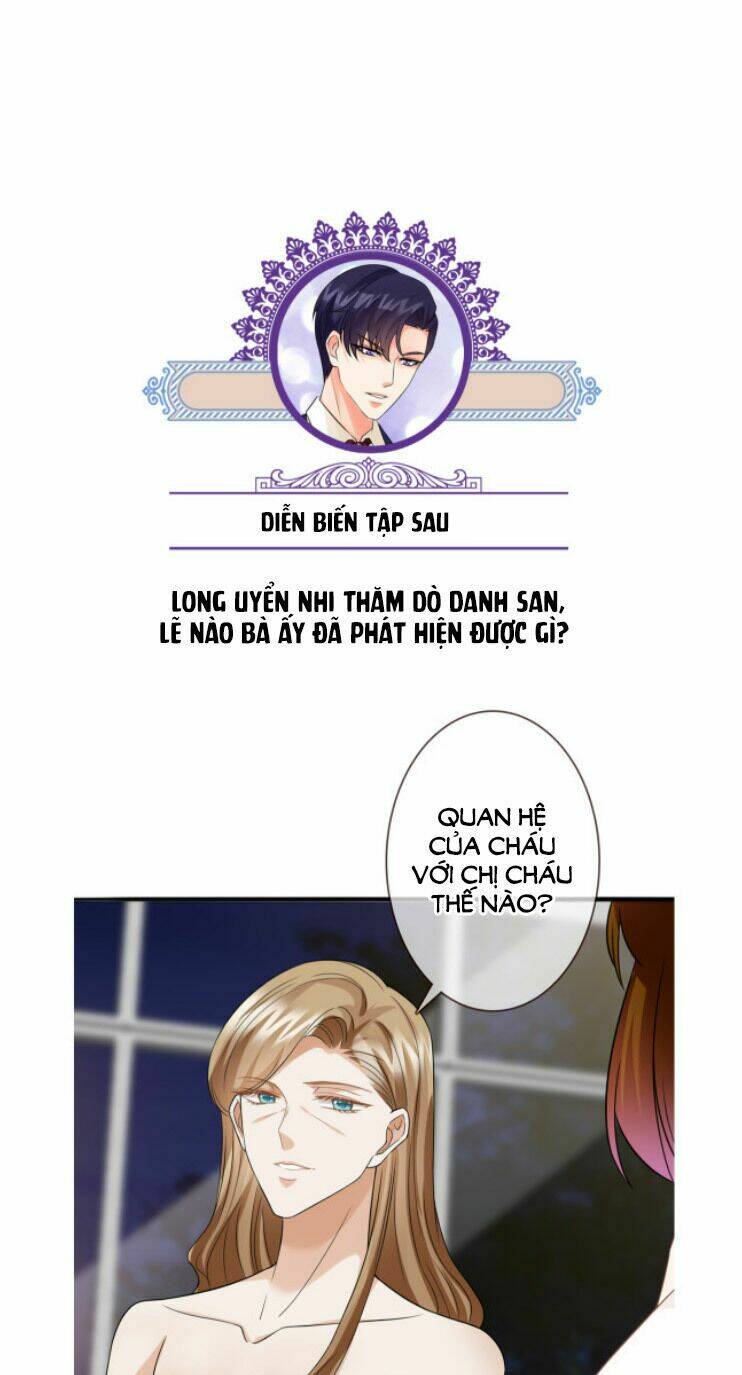 DIỄN BIẾN TẬP SAU
LONG UYỂN NHI THĂM DÒ DANH SAN,
LẼ NÀO BÀ ẤY ĐÃ PHÁT HIỆN ĐƯỢC GÌ?
QUAN HỆ
CỦA CHÁU
VỚI CHỊ CHÁU
THẾ NÀO?